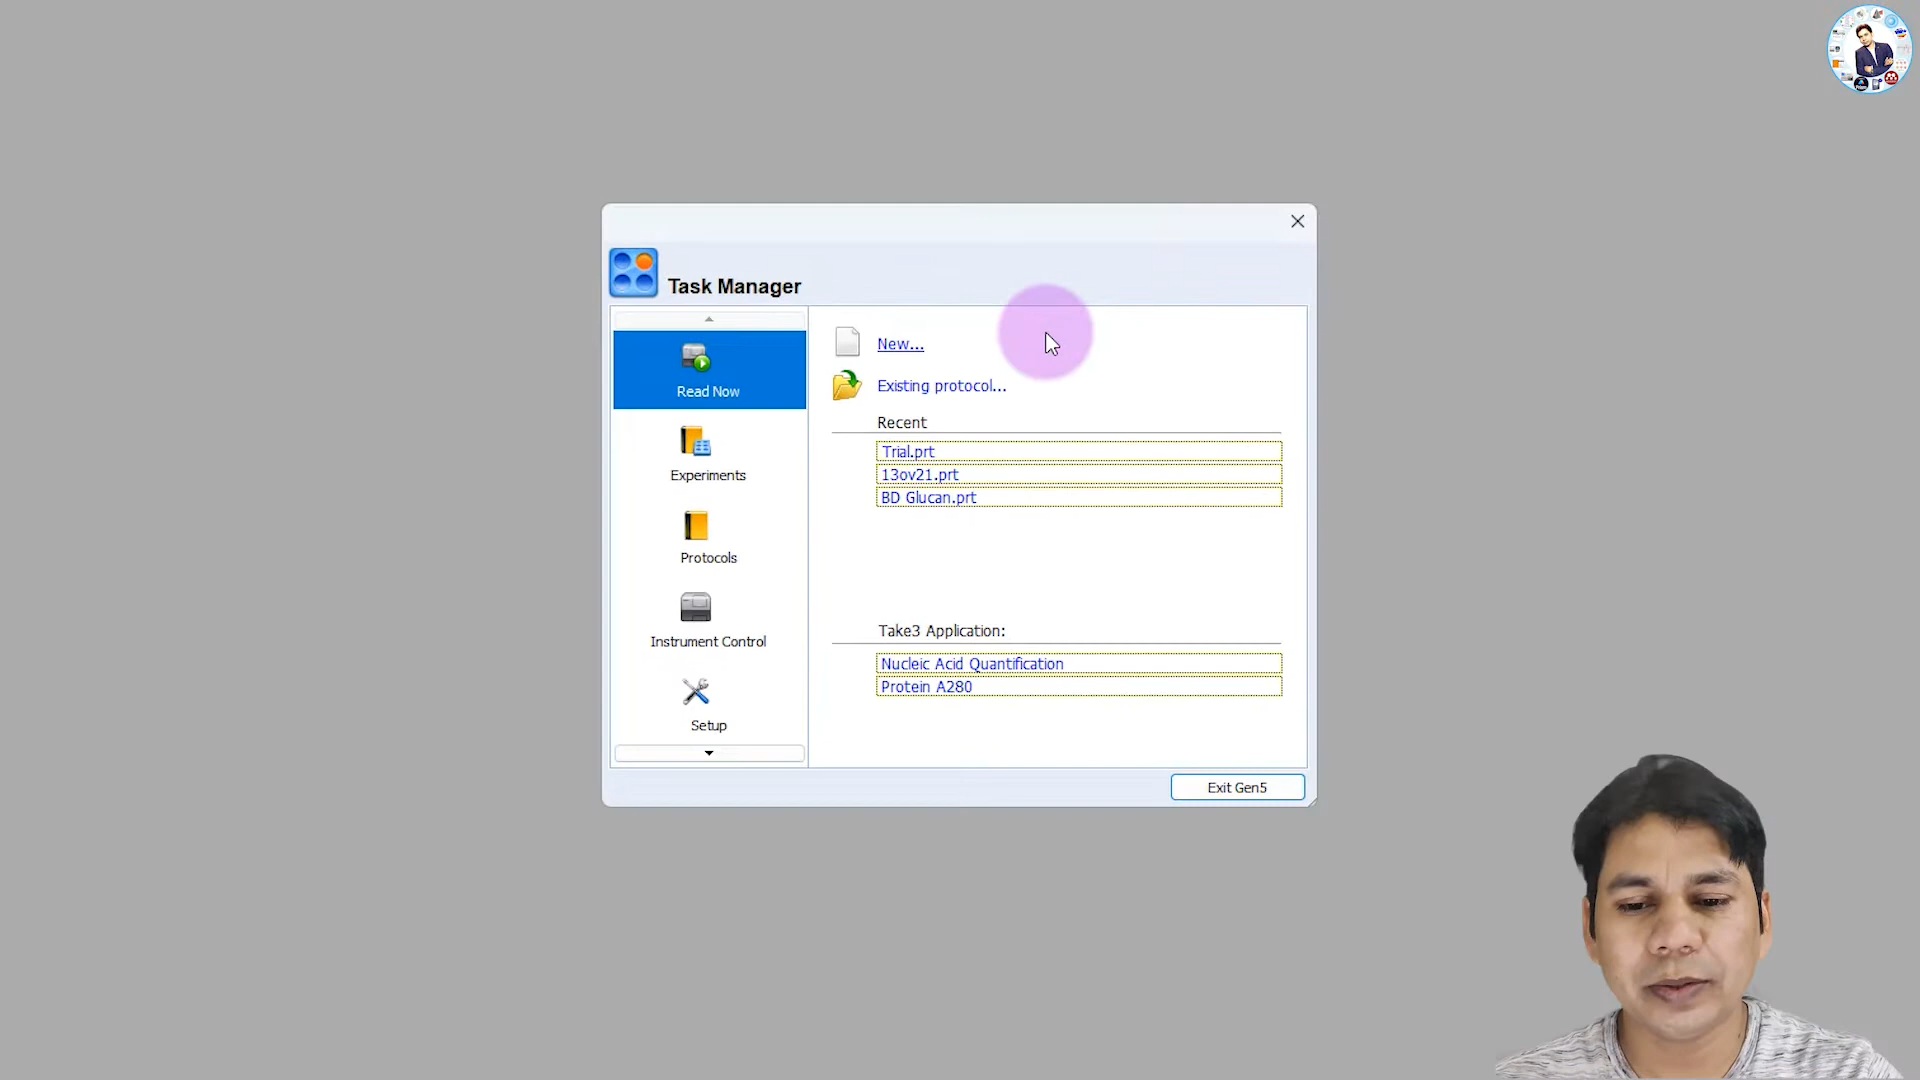 Task Manager
Read Now
Experiments
Protocols
Instrument Control
Setup
New...
Existing protocol...
Recent
Trial.prt
13ov21.prt
BD Glucan.prt
Take3 Application:
Nucleic Acid Quantification
Protein A280
Exit Gen5